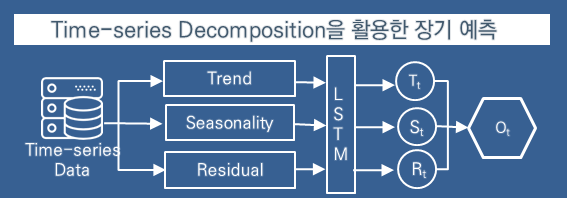 Time-series Decomposition을 활용한 장기 예측
Time-series
Data
Trend
Seasonality
Residual
LSTM
Tt
St
Rt
Ot